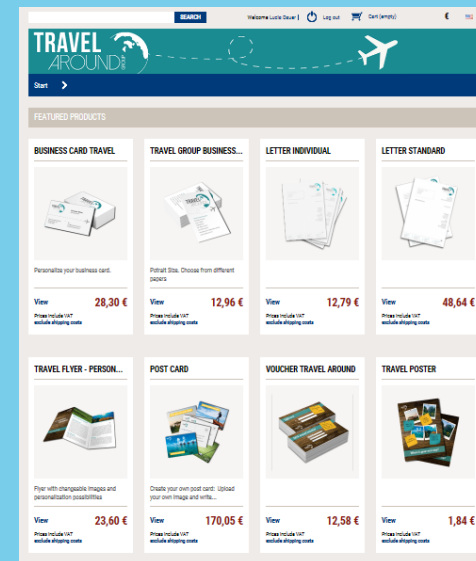 SEARCH
Welcome Lucie Sauer | Log out Cart (empty) €
TRAVEL
AROUND
GROUP
Start
FEATURED PRODUCTS
BUSINESS CARD TRAVEL
TRAVEL GROUP BUSINESS...
LETTER INDIVIDUAL
LETTER STANDARD
Personalize your business card.
Potrait Size. Choose from different
papers
View 28,30 €
Prices include VAT
exclude shipping costs
View 12,96 €
Prices include VAT
exclude shipping costs
View 12,79 €
Prices include VAT
exclude shipping costs
View 48,64 €
Prices include VAT
exclude shipping costs
TRAVEL FLYER - PERSON...
POST CARD
VOUCHER TRAVEL AROUND
TRAVEL POSTER
Flyer with changeable images and
personalization possibilities
Create your own post card: Upload
your own image and write...
View 23,60 €
Prices include VAT
exclude shipping costs
View 170,05 €
Prices include VAT
exclude shipping costs
View 12,58 €
Prices include VAT
exclude shipping costs
View 1,84 €
Prices include VAT
exclude shipping costs